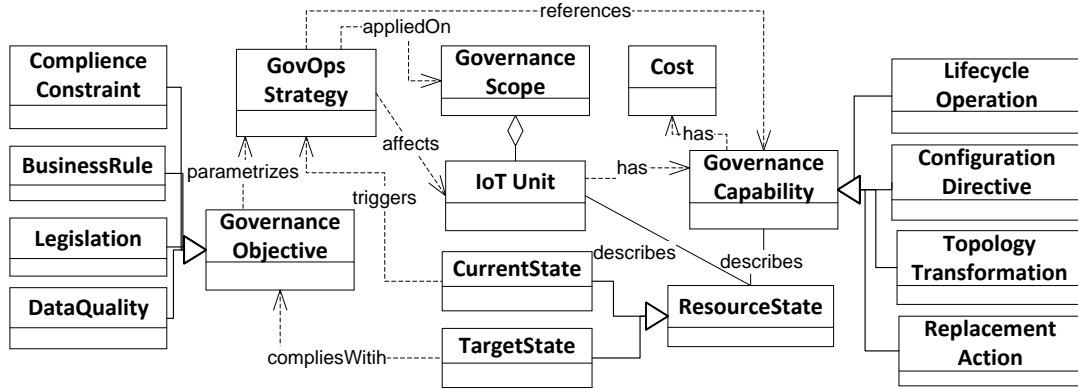 references
appliedOn
Complience
Constraint
GovOps
Strategy
Governance
Scope
Cost
Lifecycle
Operation
affects
has
BusinessRule
parametrizes
IoT Unit
has
Governance
Capability
Configuration
Directive
triggers
Legislation
Governance
Objective
describes
describes
Topology
Transformation
DataQuality
CurrentState
ResourceState
compliesWitih
TargetState
Replacement
Action